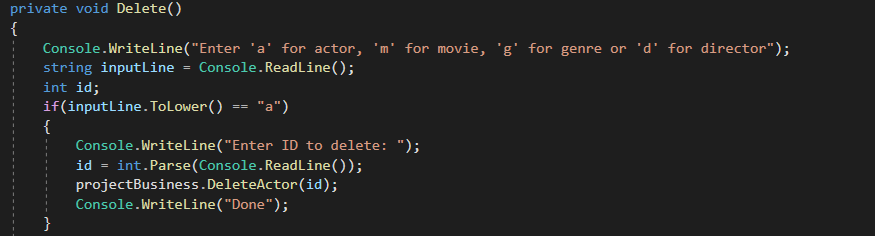 private void Delete()
{
    Console.WriteLine("Enter 'a' for actor, 'm' for movie, 'g' for genre or 'd' for director");
    string inputLine = Console.ReadLine();
    int id;
    if(inputLine.ToLower() == "a")
    {
        Console.WriteLine("Enter ID to delete: ");
        id = int.Parse(Console.ReadLine());
        projectBusiness.DeleteActor(id);
        Console.WriteLine("Done");
    }